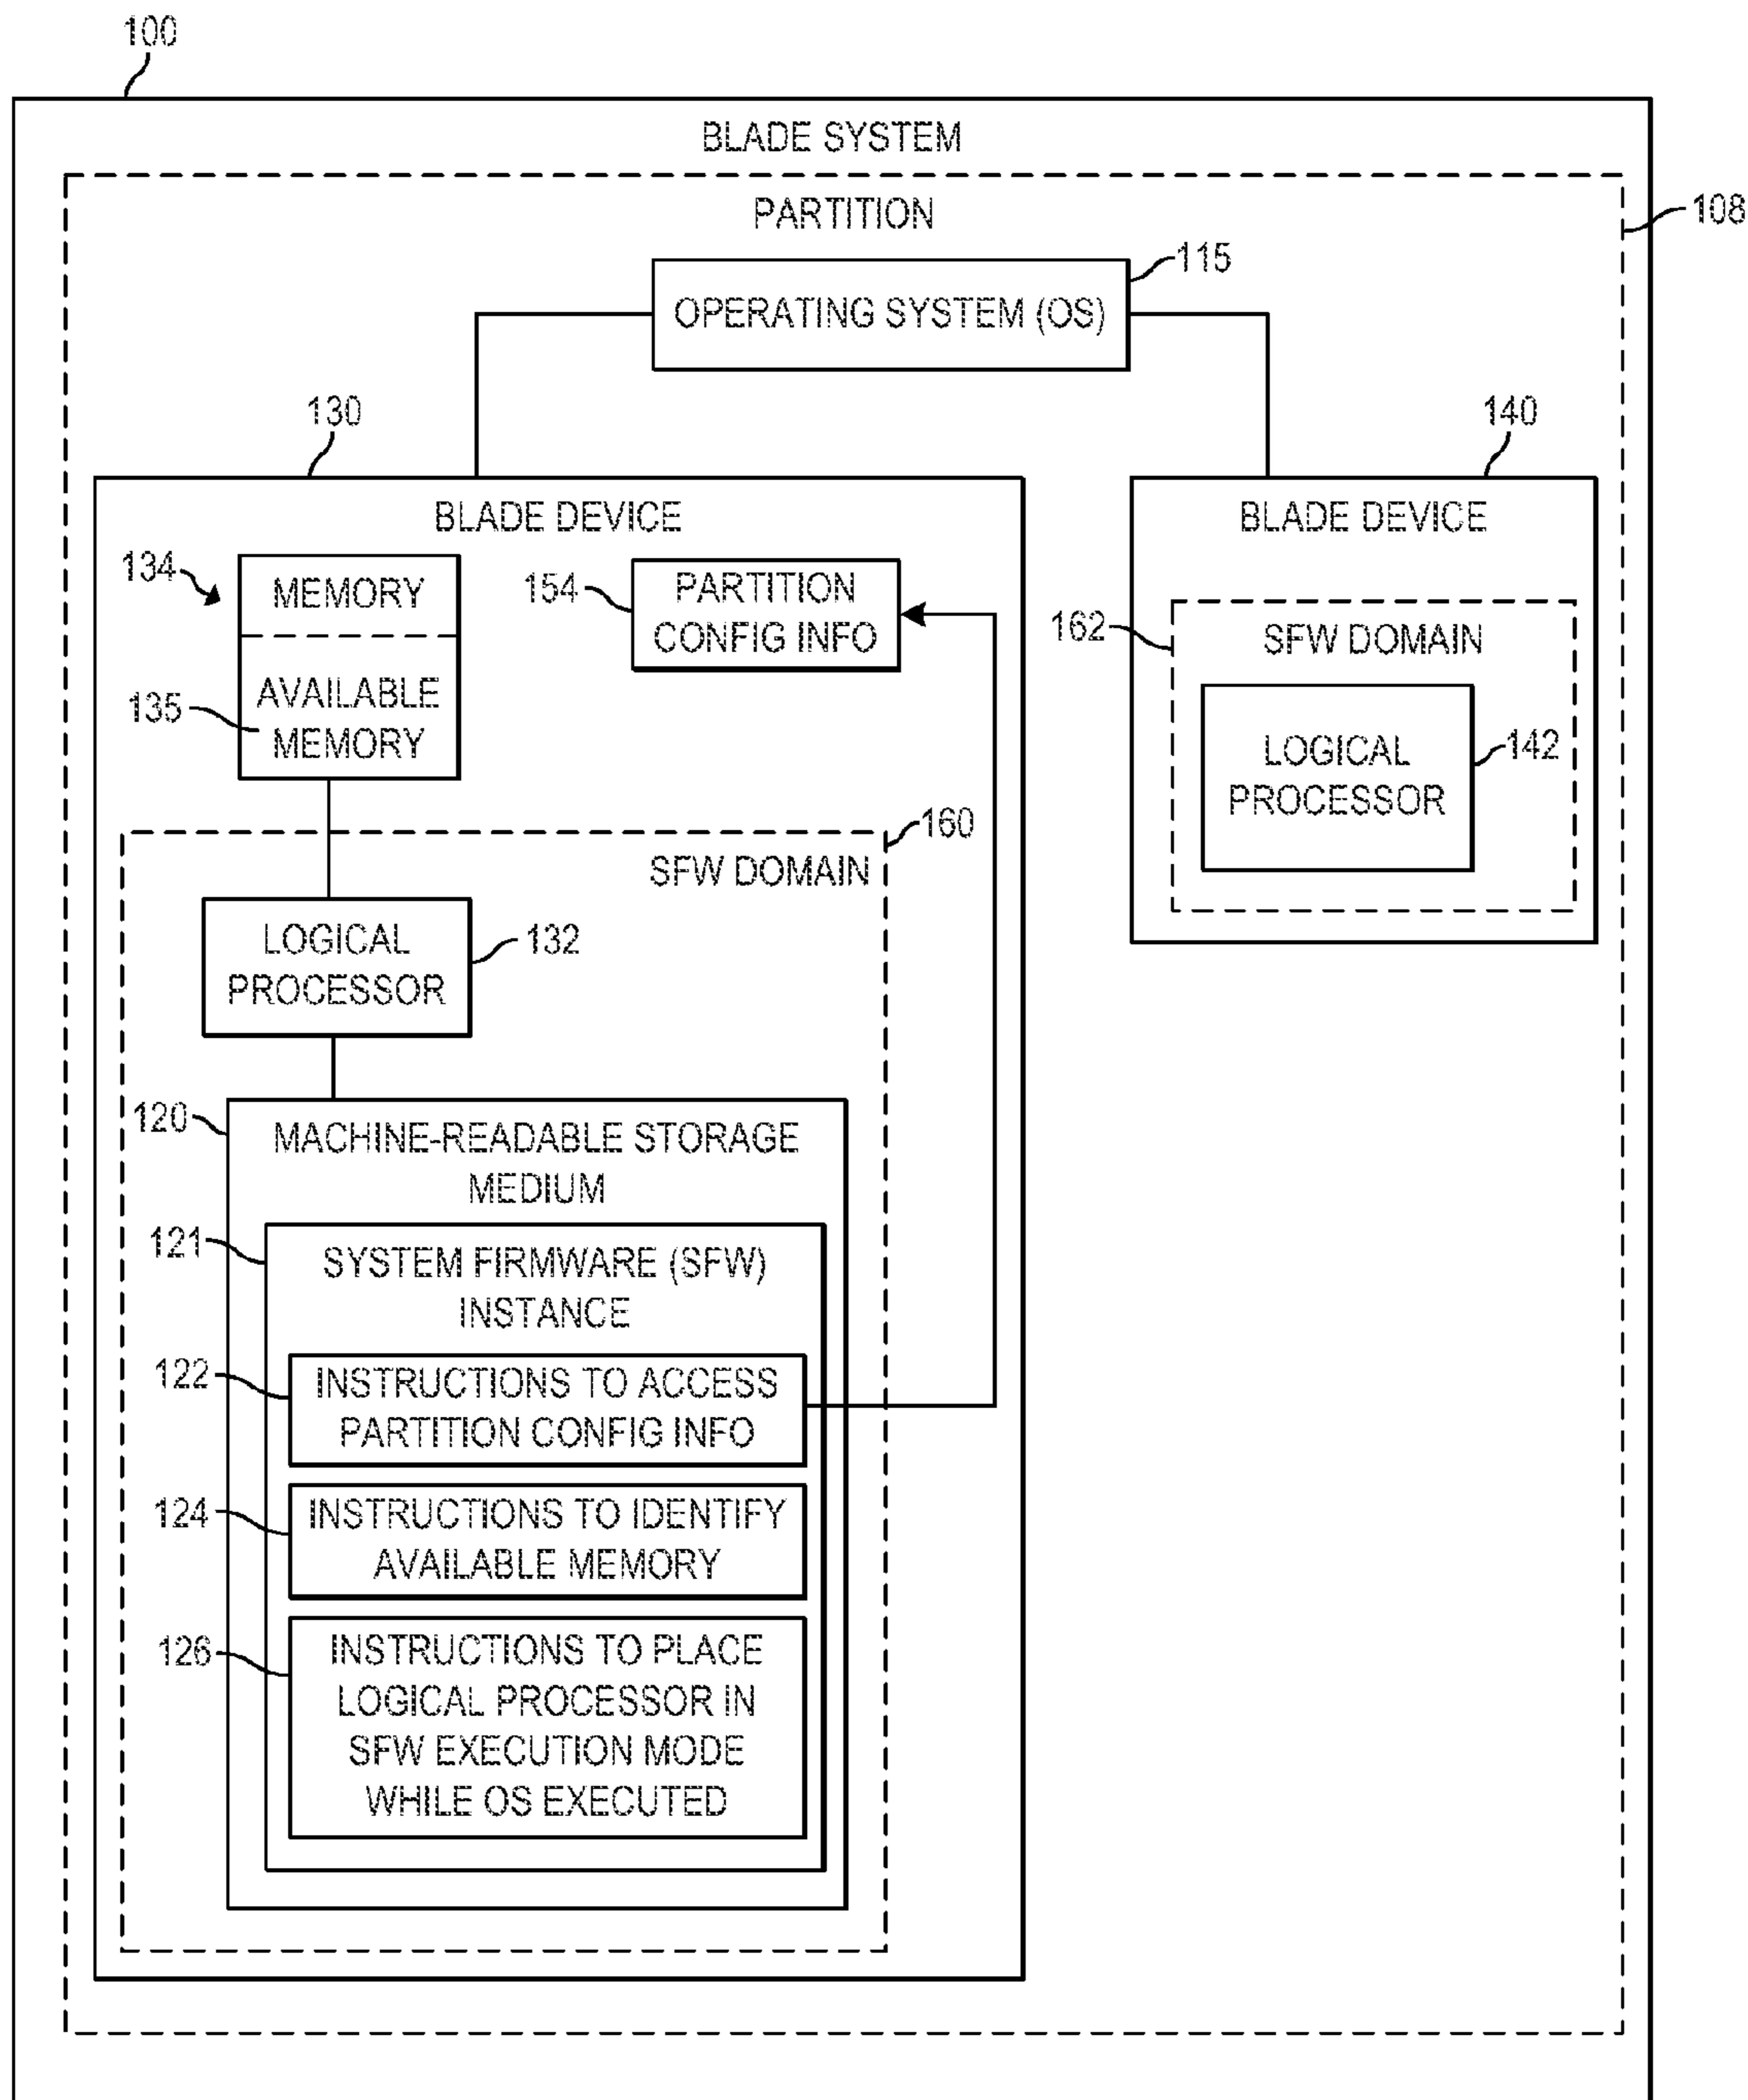 100
BLADE SYSTEM
PARTITION
108
115
OPERATING SYSTEM (OS)
130
140
BLADE DEVICE
BLADE DEVICE
134
MEMORY
154
PARTITION
CONFIG INFO
162
SFW DOMAIN
135
AVAILABLE
MEMORY
LOGICAL
PROCESSOR
142
160
SFW DOMAIN
LOGICAL
PROCESSOR
132
120
MACHINE-READABLE STORAGE
MEDIUM
121
SYSTEM FIRMWARE (SFW)
INSTANCE
122
INSTRUCTIONS TO ACCESS
PARTITION CONFIG INFO
124
INSTRUCTIONS TO IDENTIFY
AVAILABLE MEMORY
126
INSTRUCTIONS TO PLACE
LOGICAL PROCESSOR IN
SFW EXECUTION MODE
WHILE OS EXECUTED